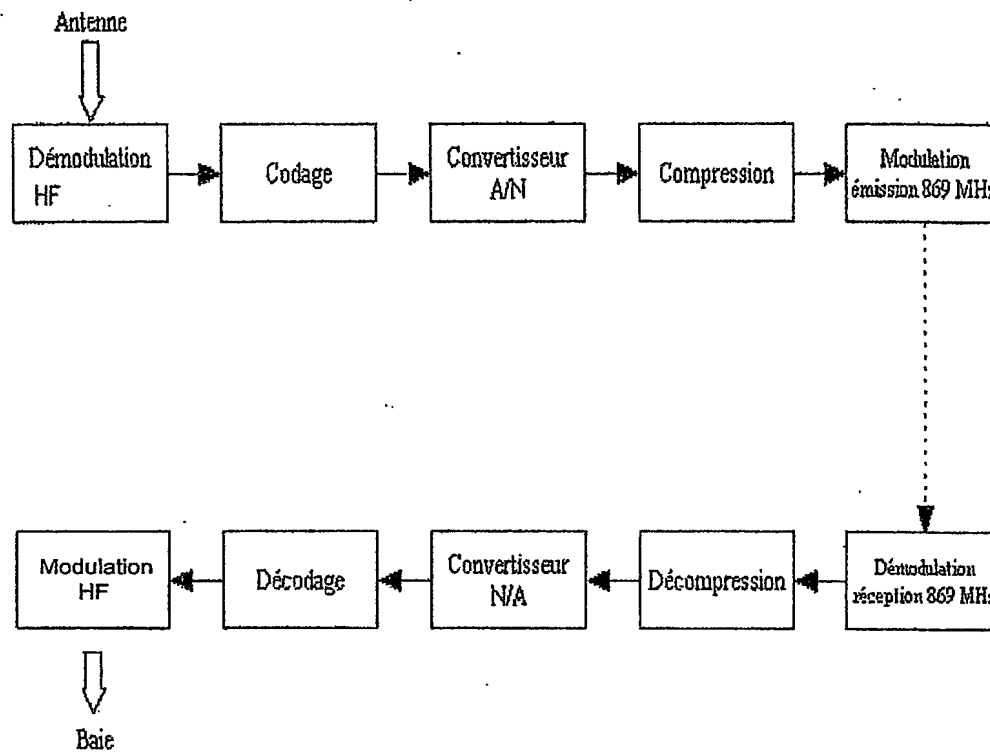 Antenne
Démodulation
HF
Codage
Convertisseur
A/N
Compression
Modulation
émission 869 MHz
Modulation
HF
Décodage
Convertisseur
N/A
Décompression
Démodulation
réception 869 MHz
Baie